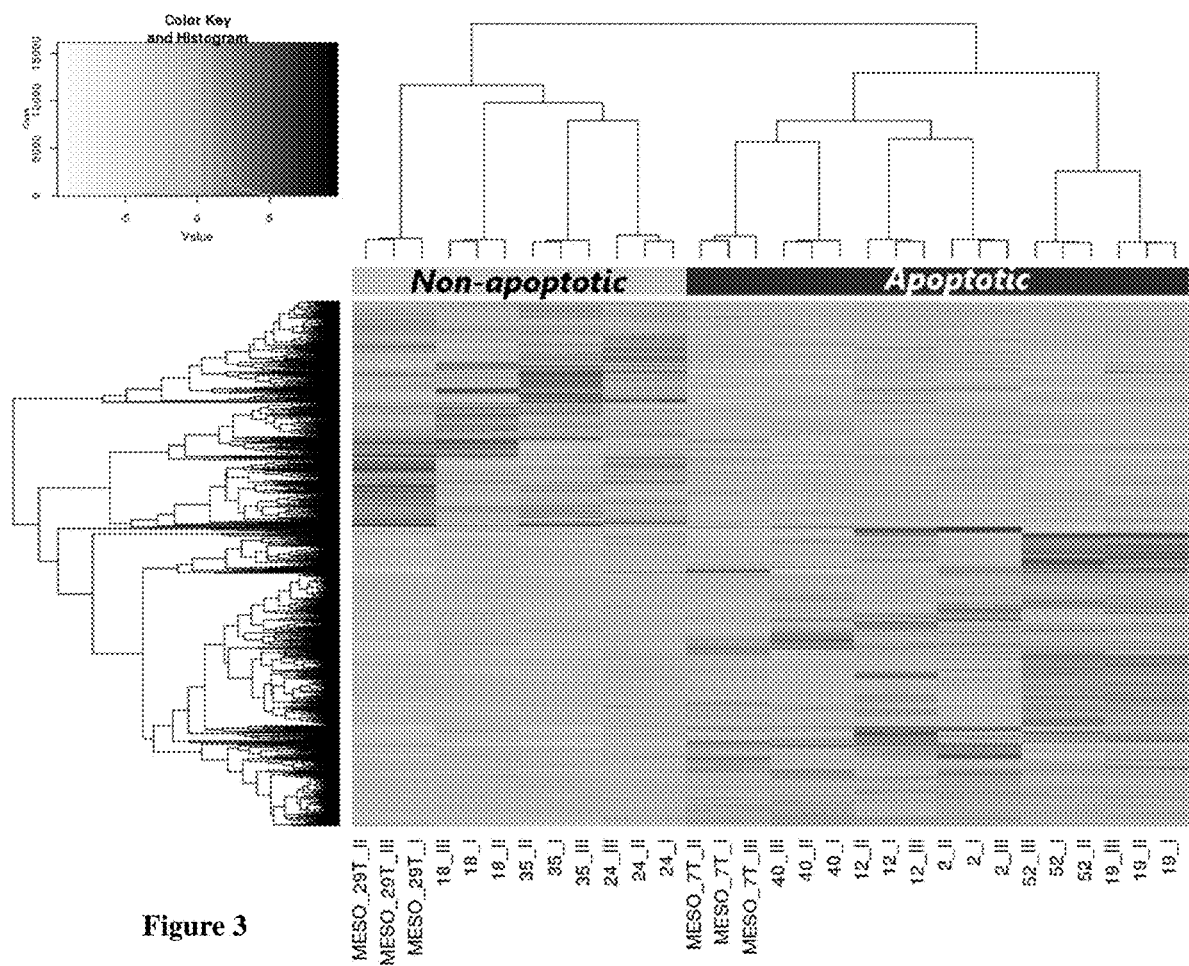 Color Key
and Histogram
15000
10000
5000
0
-5
0
5
Value
Non-apoptotic
Apoptotic
MESO_29T_II
MESO_29T_III
MESO_29T_I
18_III
18_I
18_II
35_II
35_I
35_III
24_III
24_II
24_I
MESO_7T_II
MESO_7T_I
MESO_7T_III
40_III
40_II
40_I
12_II
12_I
12_III
2_II
2_I
2_III
52_III
52_I
52_II
19_III
19_II
19_I
Figure 3